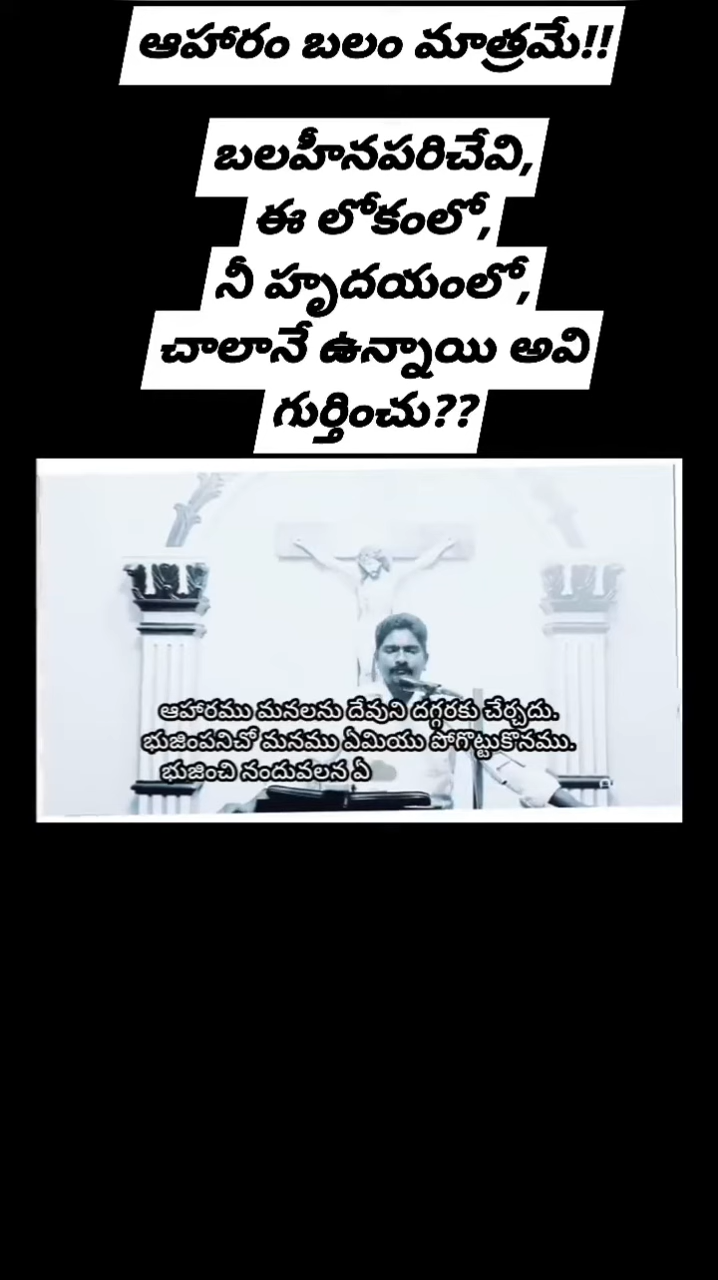 ఆహారం బలం మాత్రమే!!
బలహీనపరిచేవి,
ఈ లోకంలో,
నీ హృదయంలో,
చాలానే ఉన్నాయి అవి
గుర్తించు??
ఆహారము మనలను దేవుని దగ్గరకు చేర్చదు.
భుజింపనిచో మనము ఏమియు పోగొట్టుకొనము.
భుజించి నందువలన ఏ